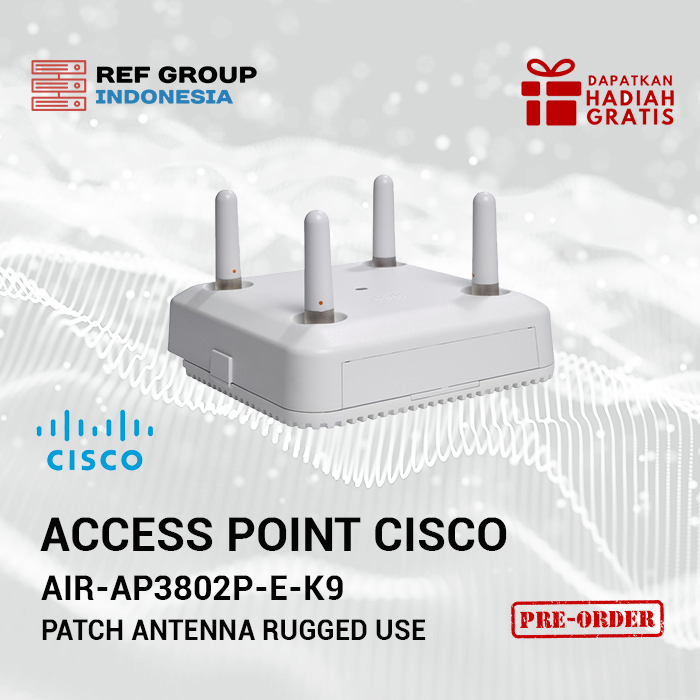 REF GROUP
INDONESIA
DAPATKAN
HADIAH
GRATIS
CISCO
ACCESS POINT CISCO
AIR-AP3802P-E-K9
PATCH ANTENNA RUGGED USE
PRE-ORDER